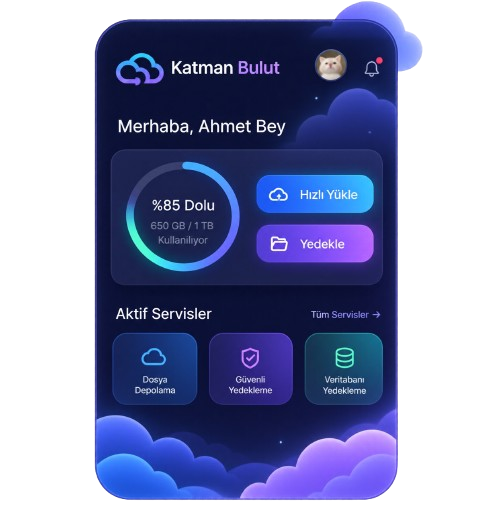 Katman Bulut
Merhaba, Ahmet Bey
%85 Dolu
650 GB / 1 TB
Kullanılıyor
Hızlı Yükle
Yedekle
Aktif Servisler
Tüm Servisler →
Dosya
Depolama
Güvenli
Yedekleme
Veritabanı
Yedekleme